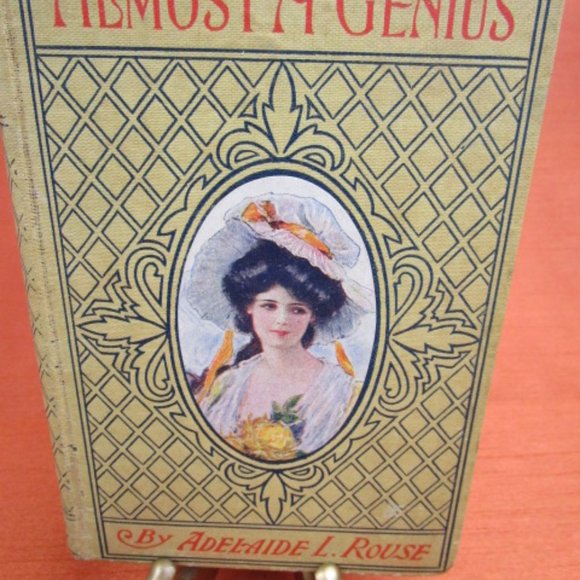 ALMOST A GENIUS
By ADELAIDE L. ROUSE